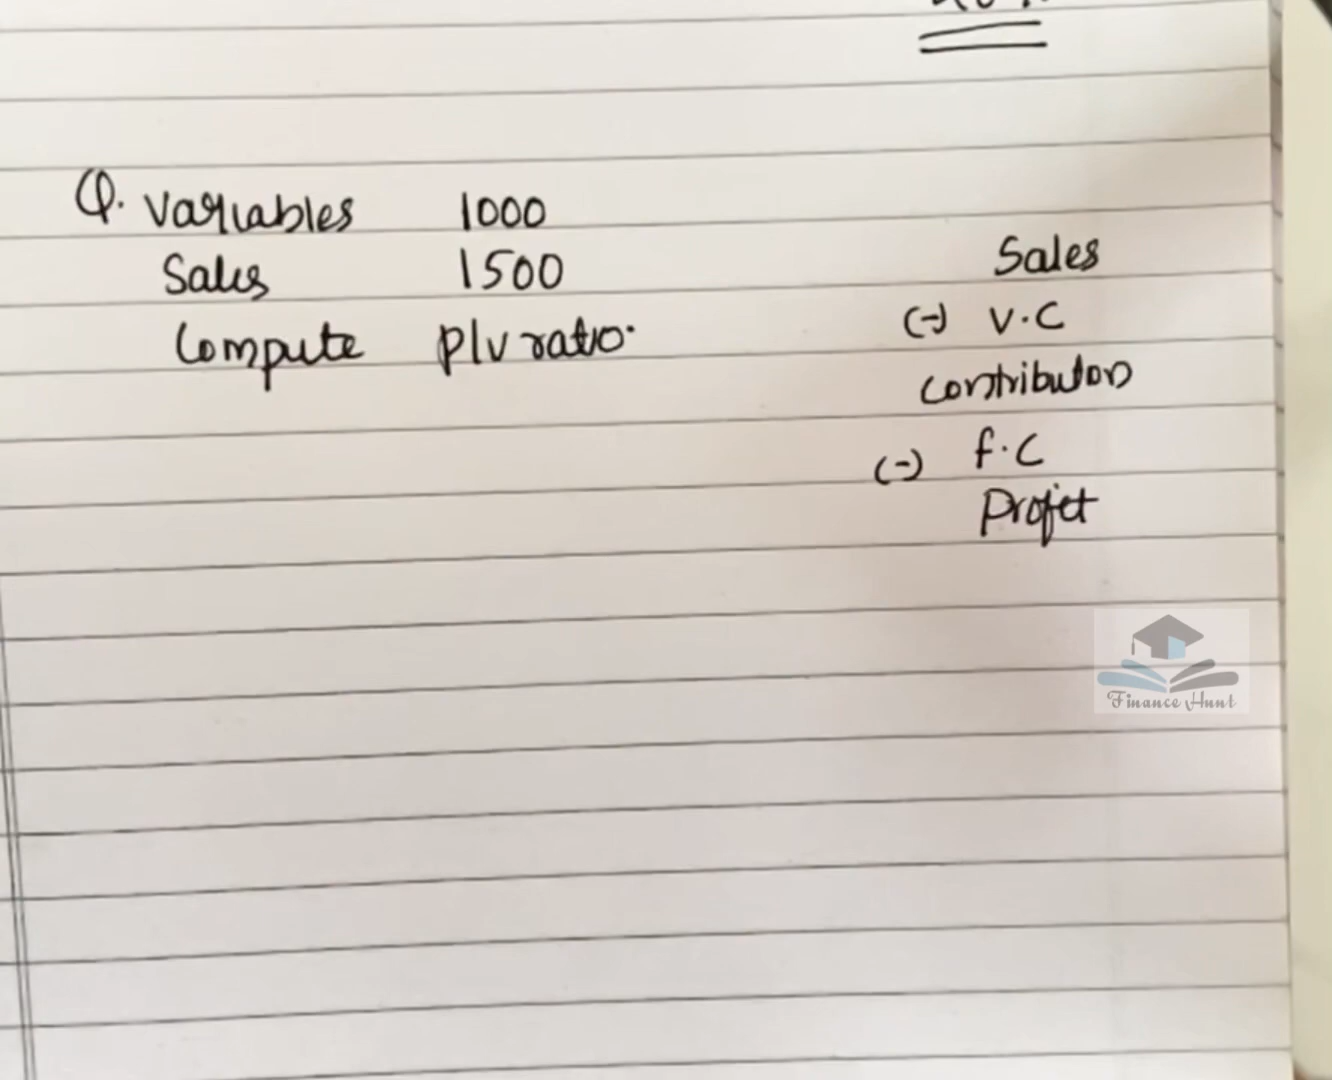 Q. Variables 1000
Sales 1500
Compute p/v ratio.
Sales
(-) V.C
Contribution
(-) f.C
Profit
Finance Hunt